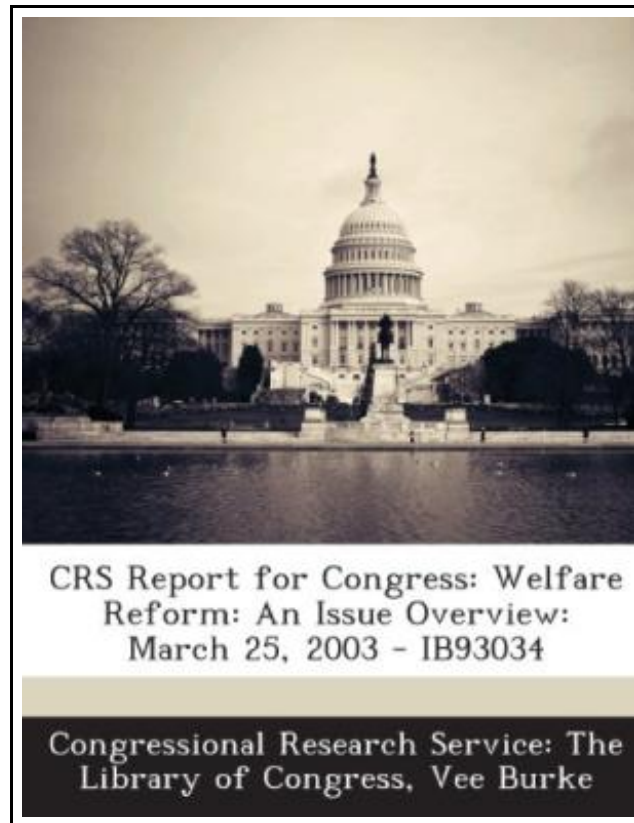 CRS Report for Congress: Welfare
Reform: An Issue Overview:
March 25, 2003 - IB93034
Congressional Research Service: The
Library of Congress, Vee Burke